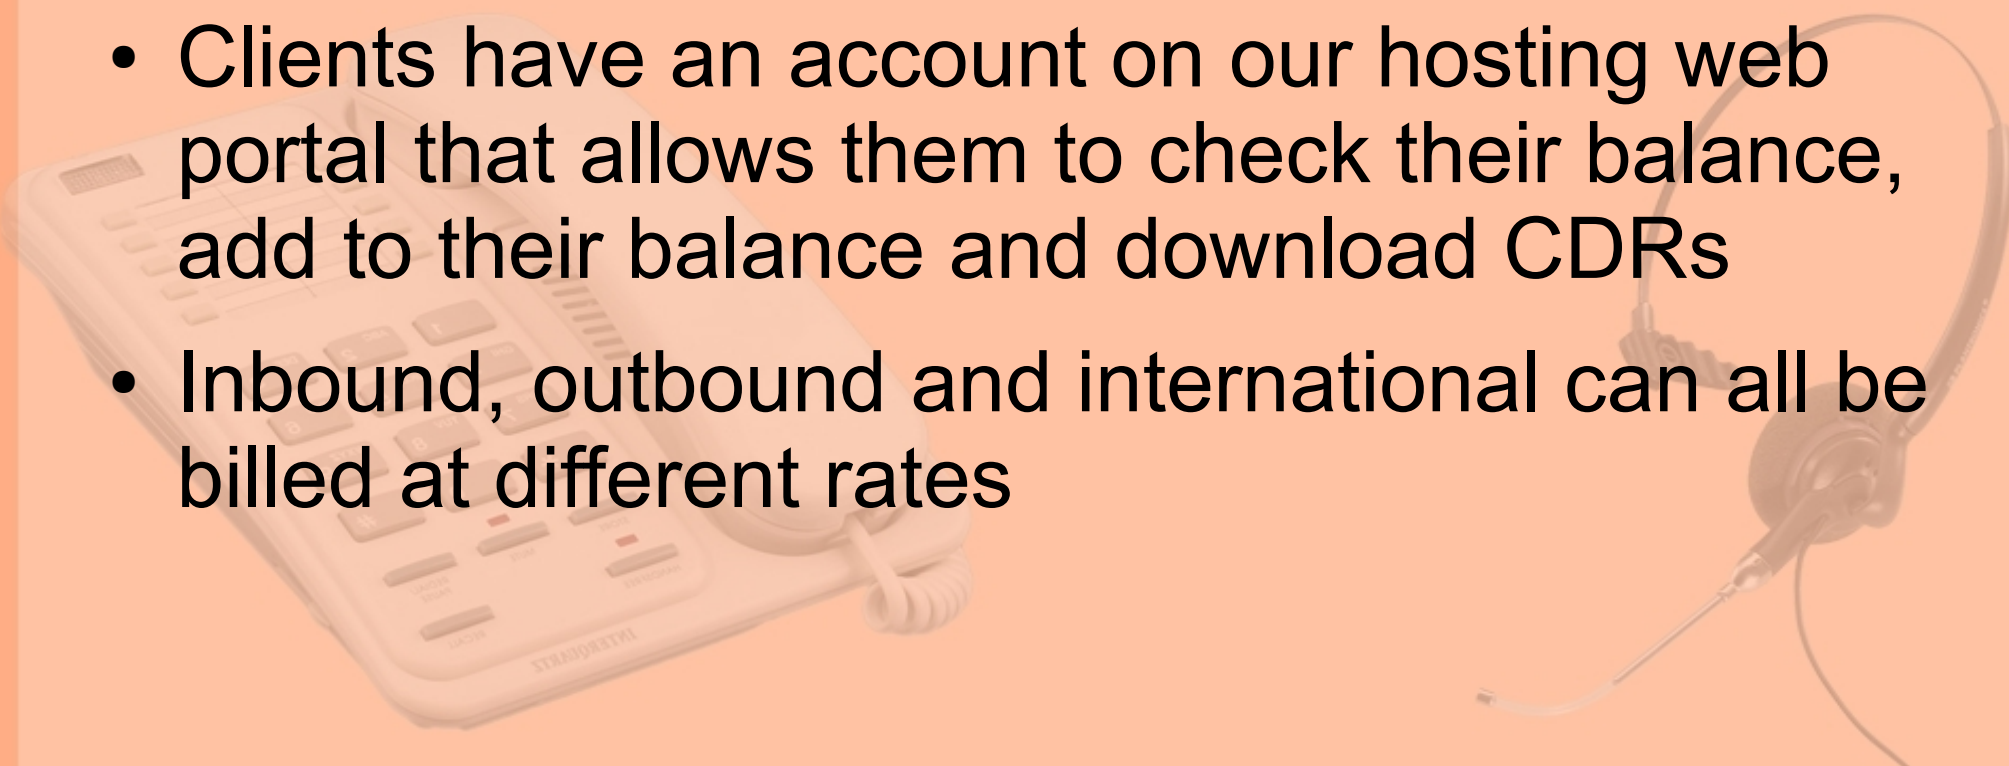 • Clients have an account on our hosting web
portal that allows them to check their balance,
add to their balance and download CDRs
• Inbound, outbound and international can all be
billed at different rates
INTERQUARTZ